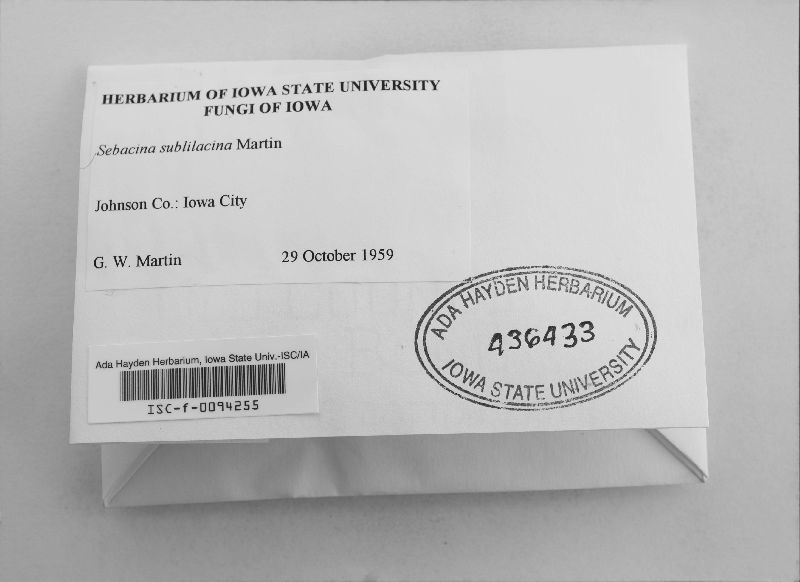 HERBARIUM OF IOWA STATE UNIVERSITY
FUNGI OF IOWA
Sebacina sublilacina Martin
Johnson Co.: Iowa City
G. W. Martin 29 October 1959
ADA HAYDEN HERBARIUM
436433
IOWA STATE UNIVERSITY
Ada Hayden Herbarium, Iowa State Univ.-ISC/IA
ISC-f-0094255